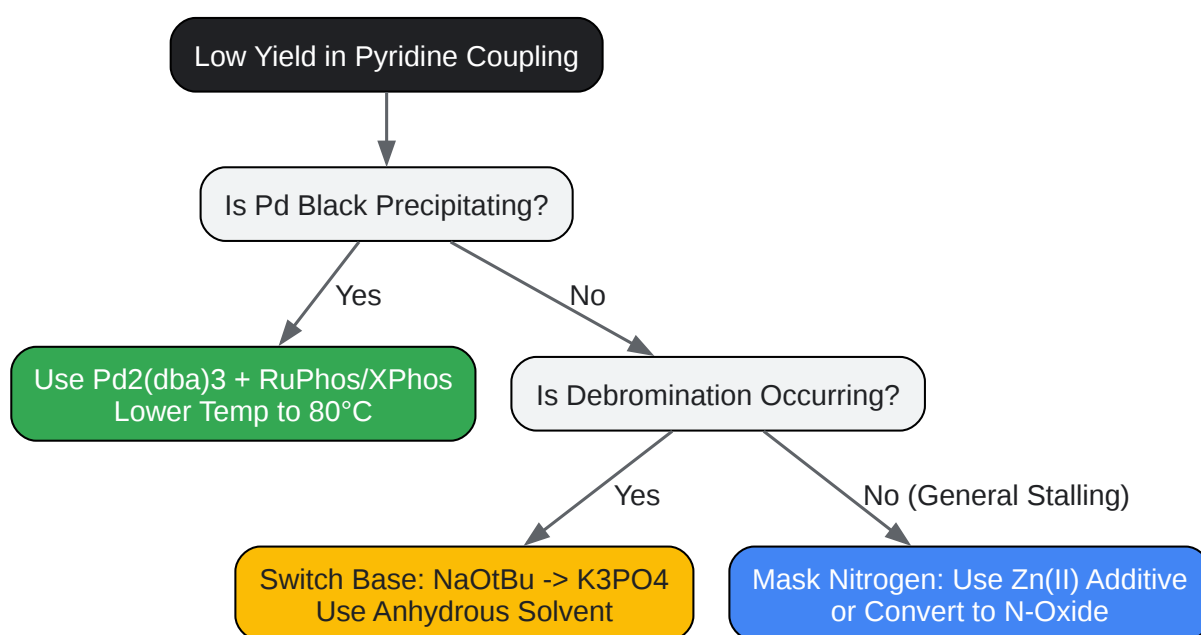 Low Yield in Pyridine Coupling
Is Pd Black Precipitating?
Yes
No
Use Pd2(dba)3 + RuPhos/XPhos
Lower Temp to 80°C
Is Debromination Occurring?
Yes
No (General Stalling)
Switch Base: NaOtBu -> K3PO4
Use Anhydrous Solvent
Mask Nitrogen: Use Zn(II) Additive
or Convert to N-Oxide